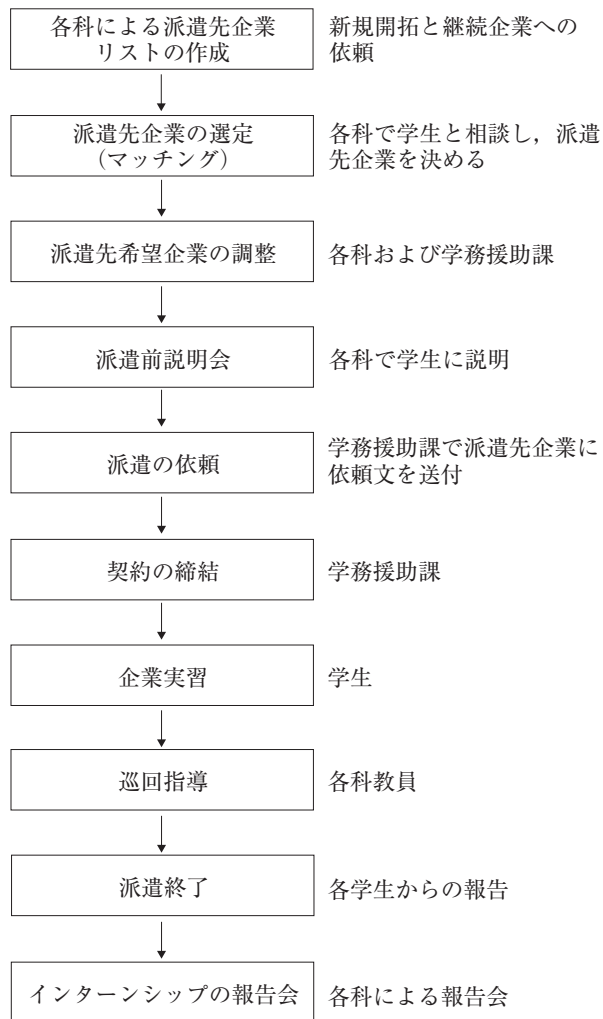 各科による派遣先企業
リストの作成
新規開拓と継続企業への
依頼
派遣先企業の選定
（マッチング）
各科で学生と相談し，派遣
先企業を決める
派遣先希望企業の調整
各科および学務援助課
派遣前説明会
各科で学生に説明
派遣の依頼
学務援助課で派遣先企業に
依頼文を送付
契約の締結
学務援助課
企業実習
学生
巡回指導
各科教員
派遣終了
各学生からの報告
インターンシップの報告会
各科による報告会